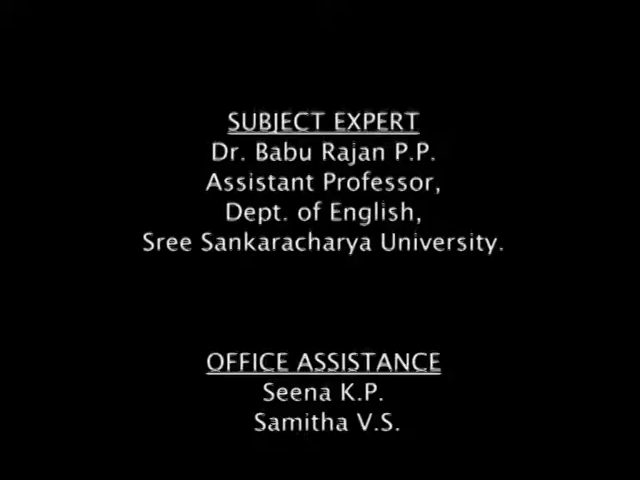 SUBJECT EXPERT
Dr. Babu Rajan P.P.
Assistant Professor,
Dept. of English,
Sree Sankaracharya University.
OFFICE ASSISTANCE
Seena K.P.
Samitha V.S.